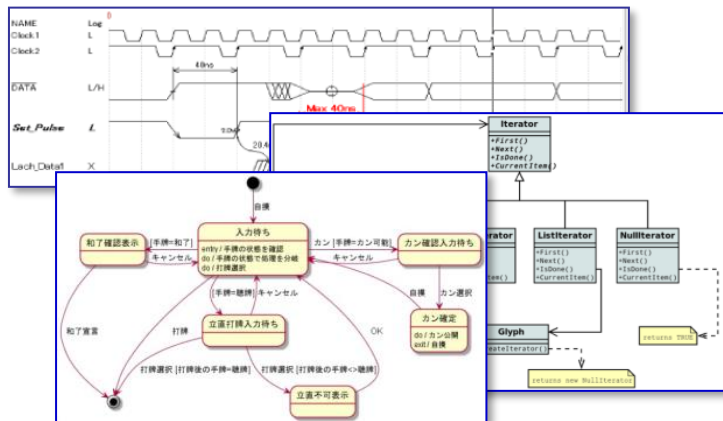 NAME Log
Clock1 L
Clock2 L
40ns
DATA L/H
Max 40ns
Set_Pulse L
Lach_Data1 X
Iterator
+First()
+Next()
+IsDone()
+CurrentItem()
ListIterator
+First()
+Next()
+IsDone()
+CurrentItem()
NullIterator
+First()
+Next()
+IsDone()
+CurrentItem()
Glyph
returns TRUE
returns new NullIterator
自摸
入力待ち
entry / 手牌の状態を確認
do / 手牌の状態で処理を分岐
do / 打牌選択
和了確認表示
[手牌=和了]
キャンセル
カン [手牌=カン可能]
キャンセル
カン確認入力待ち
[手牌=聴牌]
キャンセル
自摸
カン選択
立直打牌入力待ち
カン確定
do / カン公開
exit / 自摸
和了宣言
打牌
OK
打牌選択 [打牌後の手牌=聴牌]
打牌選択 [打牌後の手牌<>聴牌]
立直不可表示